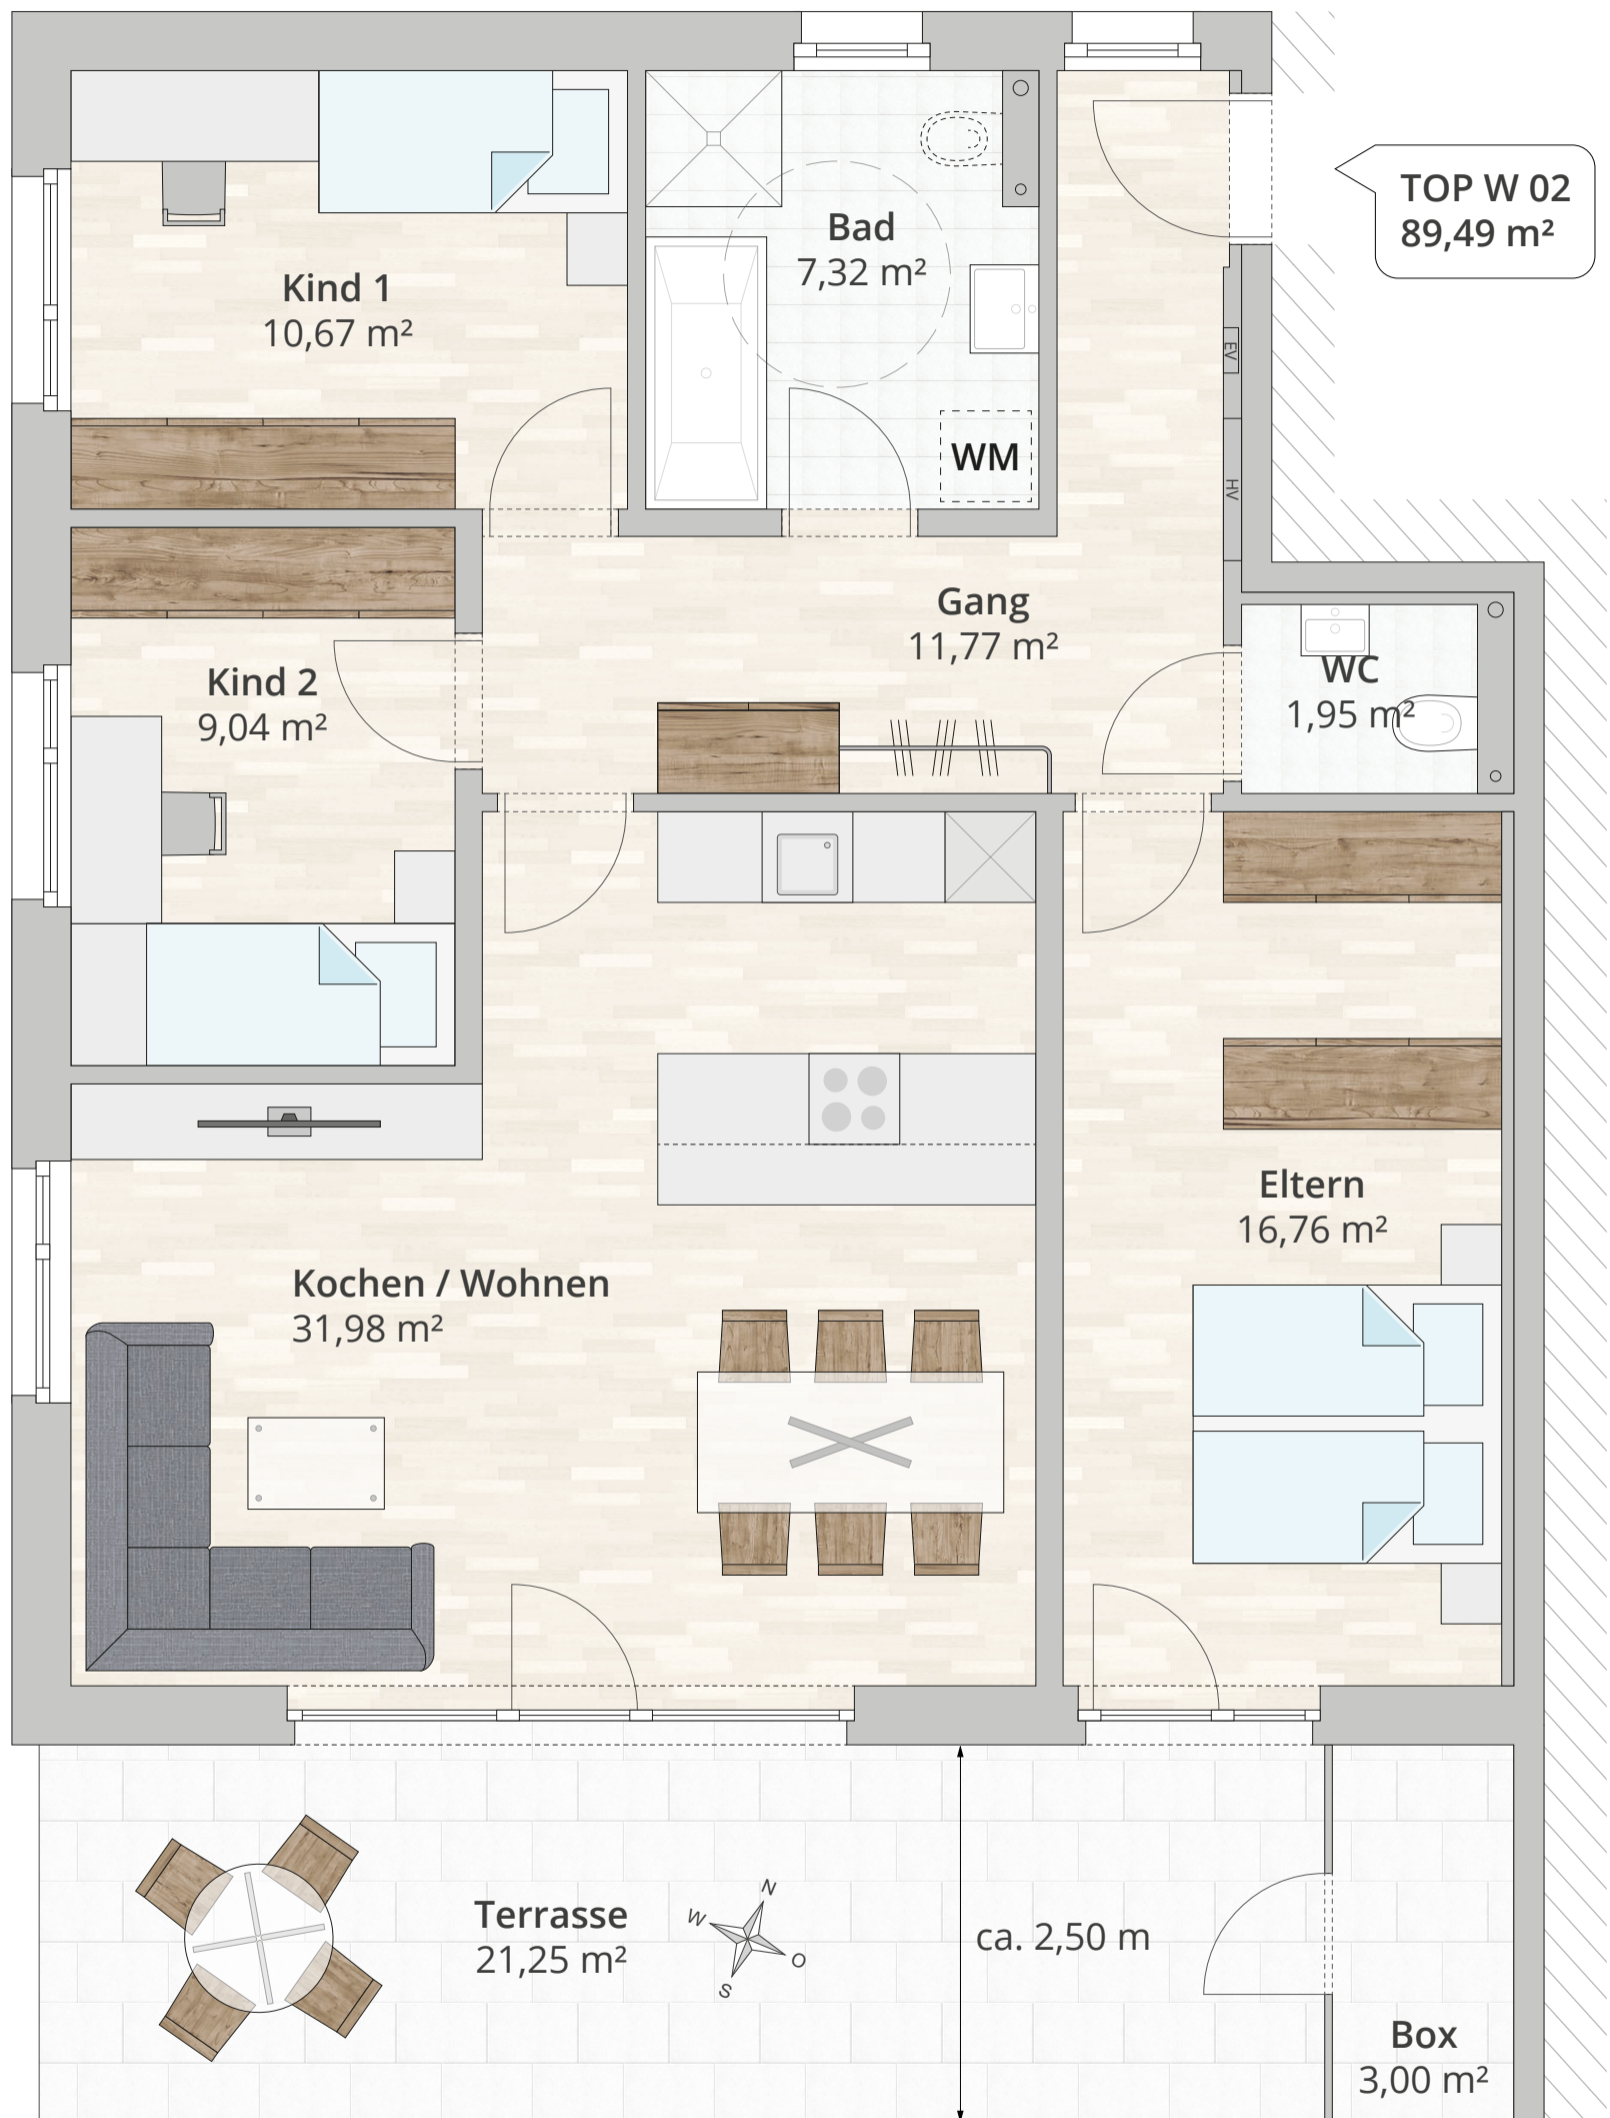 TOP W 02
89,49 m²
Bad
7,32 m²
Kind 1
10,67 m²
EV
WM
HV
Gang
11,77 m²
WC
1,95 m²
Kind 2
9,04 m²
Eltern
16,76 m²
Kochen / Wohnen
31,98 m²
Terrasse
21,25 m²
N
W
O
S
ca. 2,50 m
Box
3,00 m²